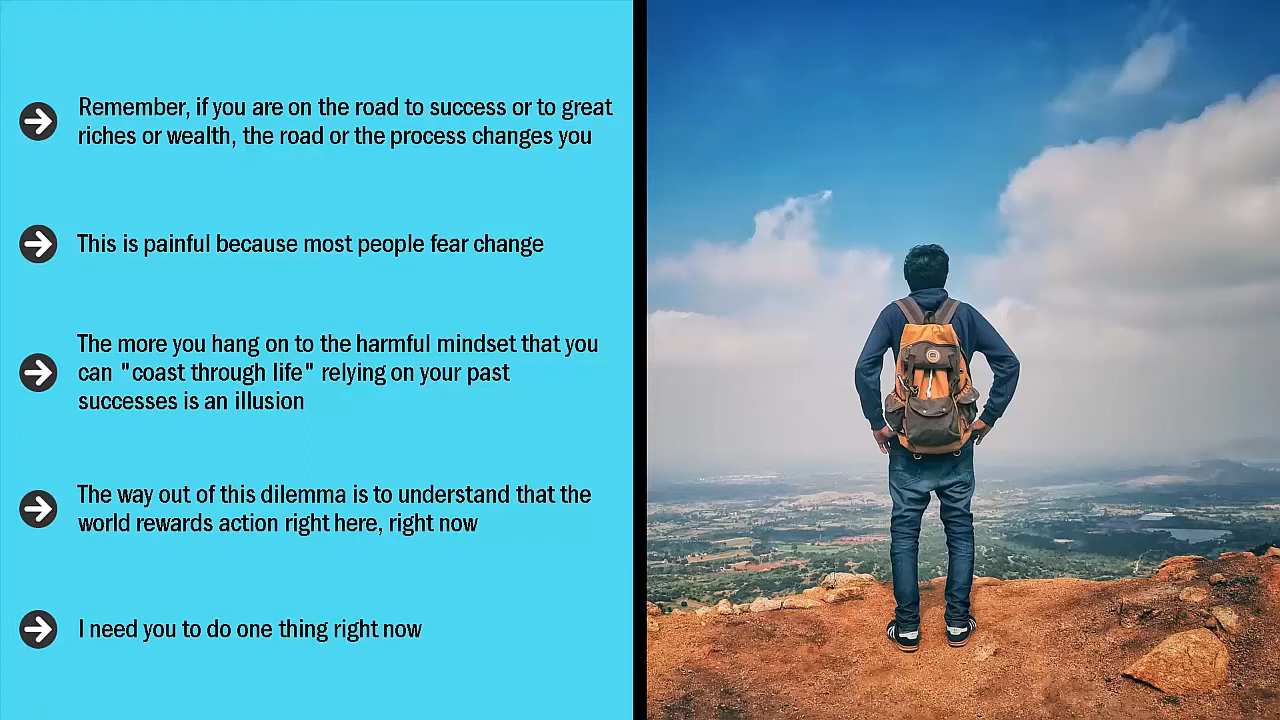 Remember, if you are on the road to success or to great
riches or wealth, the road or the process changes you
This is painful because most people fear change
The more you hang on to the harmful mindset that you
can "coast through life" relying on your past
successes is an illusion
The way out of this dilemma is to understand that the
world rewards action right here, right now
I need you to do one thing right now